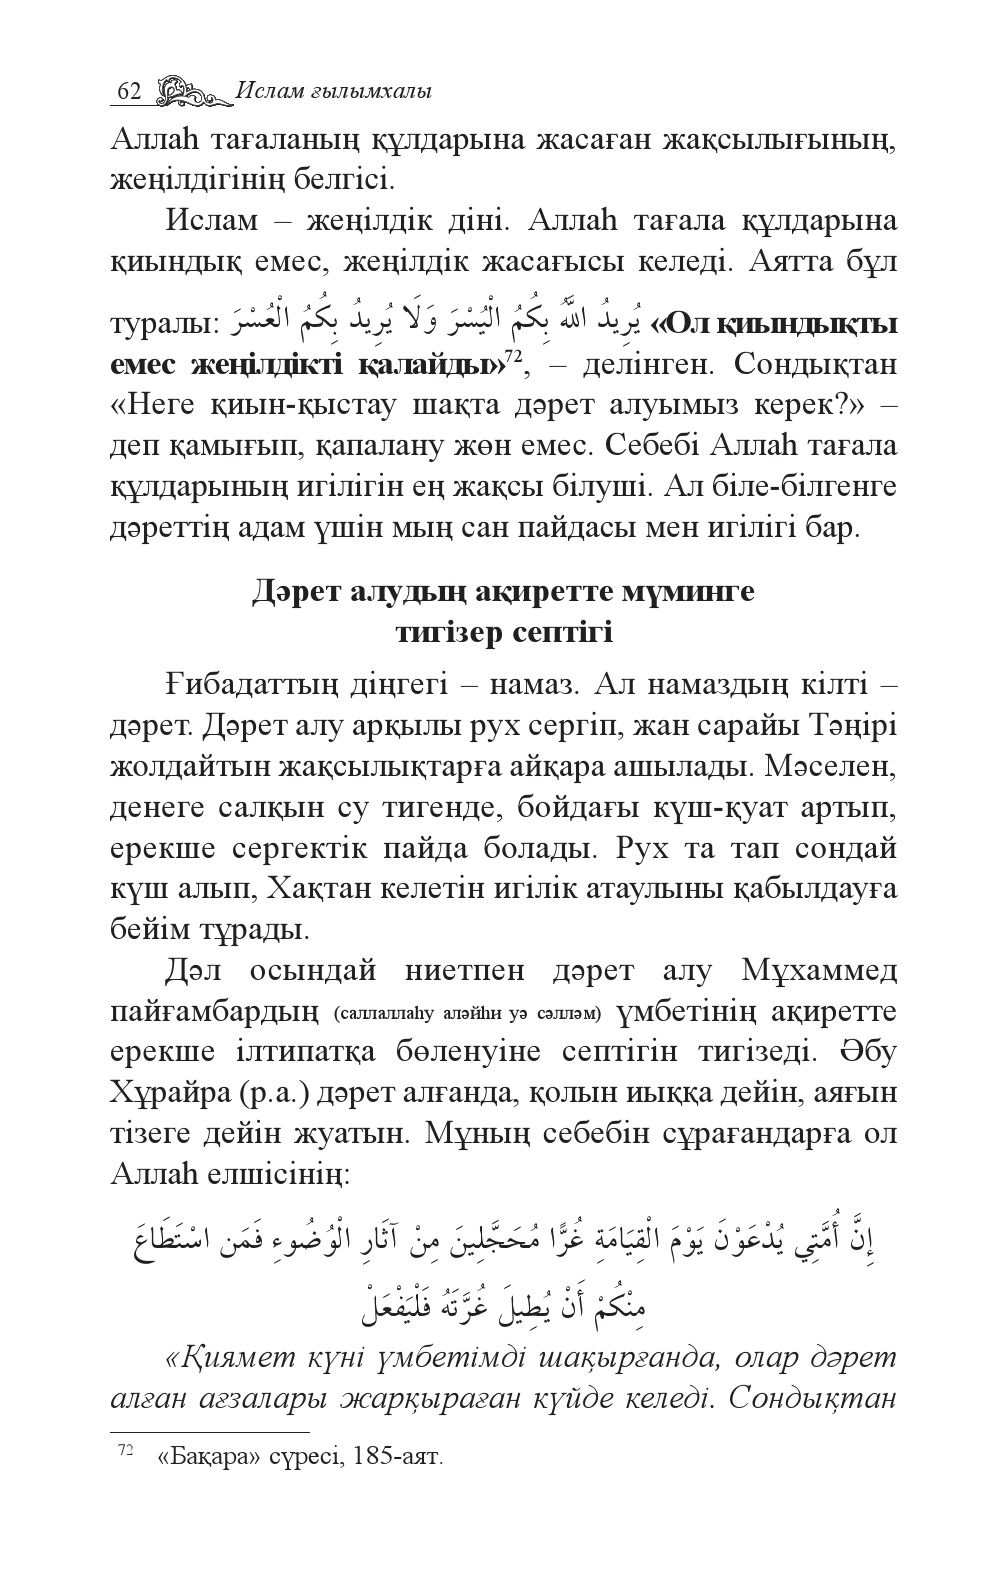 62 Ислам ғылымхалы
Аллаһ тағаланың құлдарына жасаған жақсылығының,
жеңілдігінің белгісі.
Ислам – жеңілдік діні. Аллаһ тағала құлдарына
қиындық емес, жеңілдік жасағысы келеді. Аятта бұл
туралы: يُرِيدُ اللَّهُ بِكُمُ الْيُسْرَ وَلَا يُرِيدُ بِكُمُ الْعُسْرَ «Ол қиындықты
емес жеңілдікті қалайды»72, – делінген. Сондықтан
«Неге қиын-қыстау шақта дәрет алуымыз керек?» –
деп қамығып, қапалану жөн емес. Себебі Аллаһ тағала
құлдарының игілігін ең жақсы білуші. Ал біле-білгенге
дәреттің адам үшін мың сан пайдасы мен игілігі бар.
Дәрет алудың ақиретте мүминге
тигізер септігі
Ғибадаттың діңгегі – намаз. Ал намаздың кілті –
дәрет. Дәрет алу арқылы рух сергіп, жан сарайы Тәңірі
жолдайтын жақсылықтарға айқара ашылады. Мәселен,
денеге салқын су тигенде, бойдағы күш-қуат артып,
ерекше сергектік пайда болады. Рух та тап сондай
күш алып, Хақтан келетін игілік атаулыны қабылдауға
бейім тұрады.
Дәл осындай ниетпен дәрет алу Мұхаммед
пайғамбардың (саллаллаһу аләйһи уә сәлләм) үмбетінің ақиретте
ерекше ілтипатқа бөленуіне септігін тигізеді. Әбу
Хұрайра (р.а.) дәрет алғанда, қолын иыққа дейін, аяғын
тізеге дейін жуатын. Мұның себебін сұрағандарға ол
Аллаһ елшісінің:
إِنَّ أُمَّتِي يُدْعَوْنَ يَوْمَ الْقِيَامَةِ غُرًّا مُحَجَّلِينَ مِنْ آثَارِ الْوُضُوءِ فَمَن اسْتَطَاعَ
مِنْكُمْ أَنْ يُطِيلَ غُرَّتَهُ فَلْيَفْعَلْ
«Қиямет күні үмбетімді шақырғанда, олар дәрет
алған ағзалары жарқыраған күйде келеді. Сондықтан
72 «Бақара» сүресі, 185-аят.